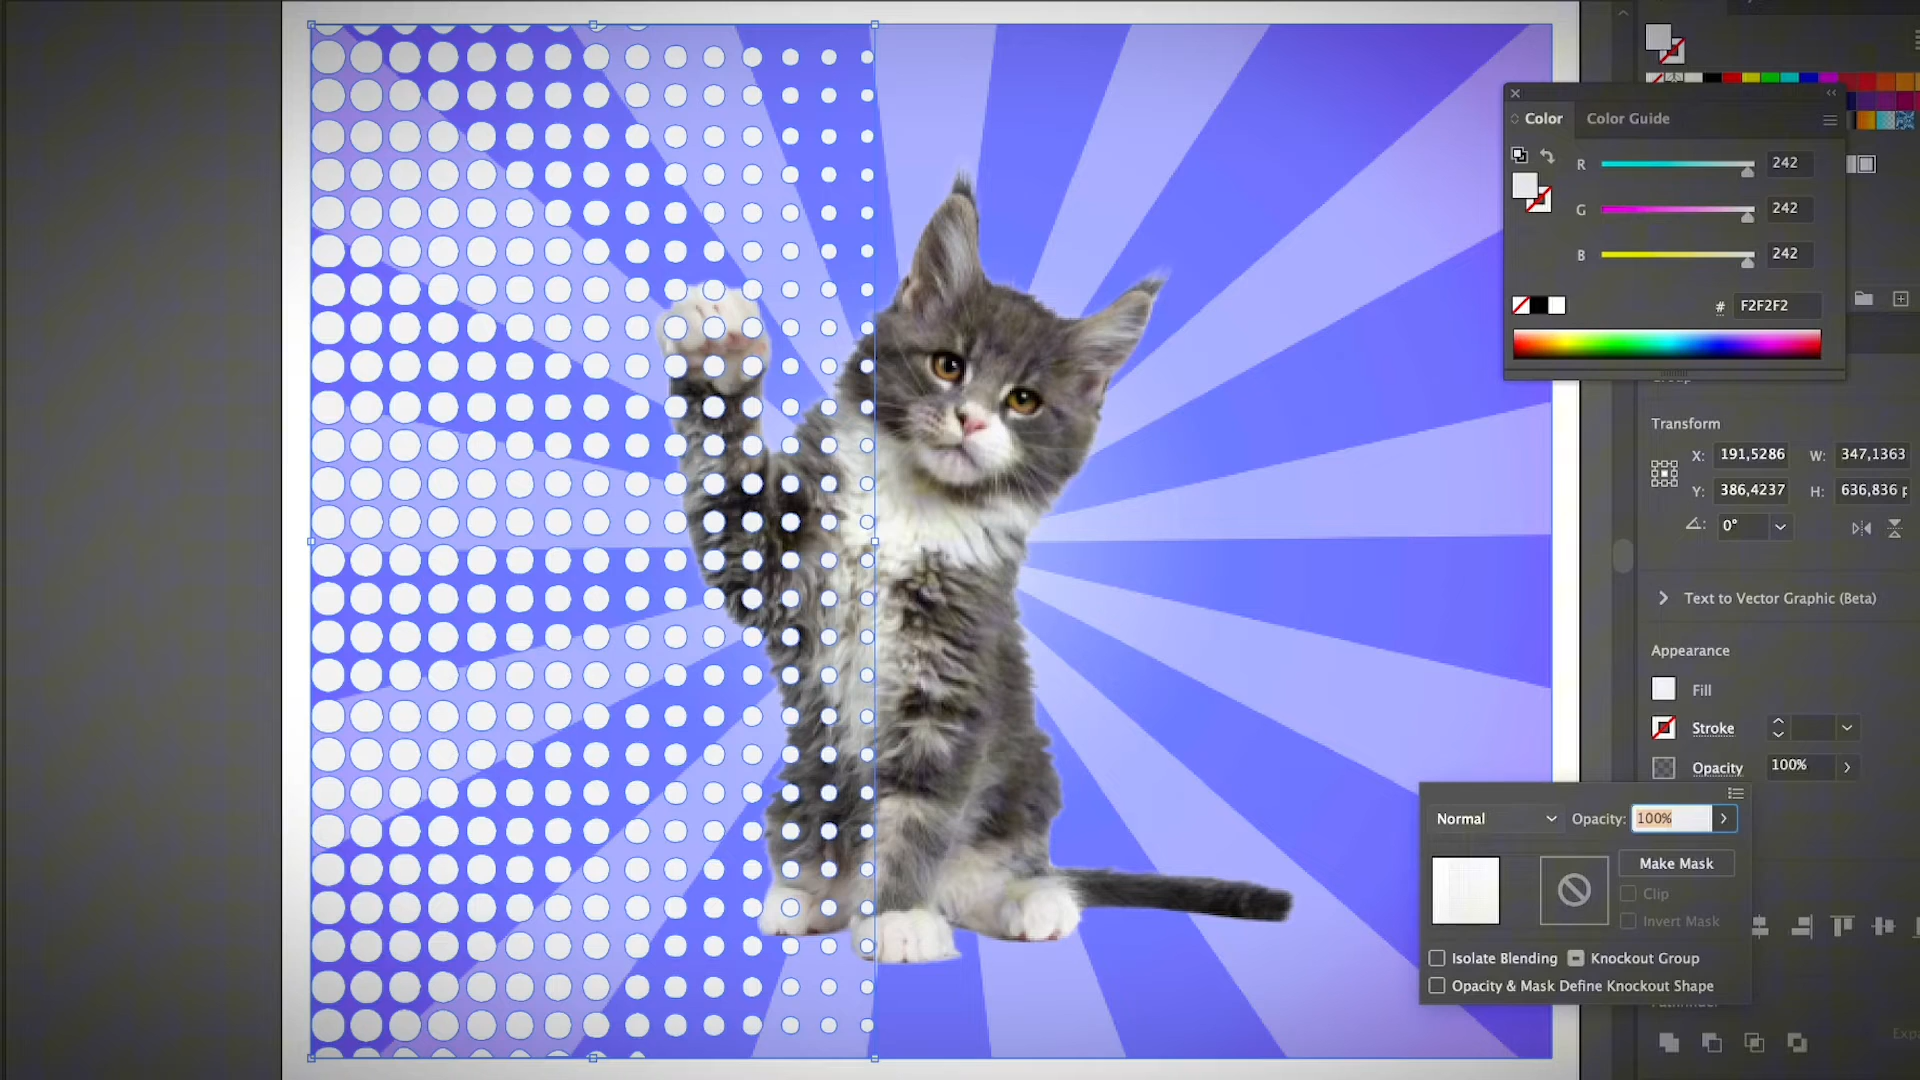 Color
Color Guide
R
242
G
242
B
242
#
F2F2F2
Transform
X:
191,5286
W:
347,1363
Y:
386,4237
H:
636,836 p
0°
Text to Vector Graphic (Beta)
Appearance
Fill
Stroke
Opacity
100%
Normal
Opacity:
100%
Make Mask
Clip
Invert Mask
Isolate Blending
Knockout Group
Opacity & Mask Define Knockout Shape